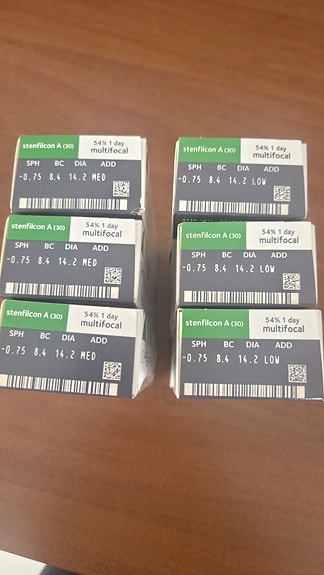 stenfilcon A (30) 54% 1 day
multifocal
SPH BC DIA ADD
-0.75 8.4 14.2 MED
stenfilcon A (30) 54% 1 day
multifocal
SPH BC DIA ADD
-0.75 8.4 14.2 LOW
stenfilcon A (30) 54% 1 day
multifocal
SPH BC DIA ADD
-0.75 8.4 14.2 MED
stenfilcon A (30) 54% 1 day
multifocal
SPH BC DIA ADD
-0.75 8.4 14.2 LOW
stenfilcon A (30) 54% 1 day
multifocal
SPH BC DIA ADD
-0.75 8.4 14.2 MED
stenfilcon A (30) 54% 1 day
multifocal
SPH BC DIA ADD
-0.75 8.4 14.2 LOW